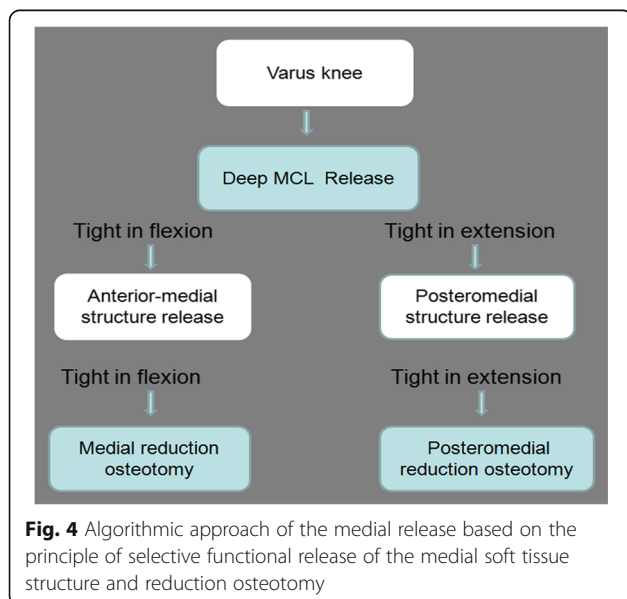 Varus knee
Deep MCL Release
Tight in flexion
Tight in extension
Anterior-medial
structure release
Posteromedial
structure release
Tight in flexion
Tight in extension
Medial reduction
osteotomy
Posteromedial
reduction osteotomy
Fig. 4 Algorithmic approach of the medial release based on the
principle of selective functional release of the medial soft tissue
structure and reduction osteotomy